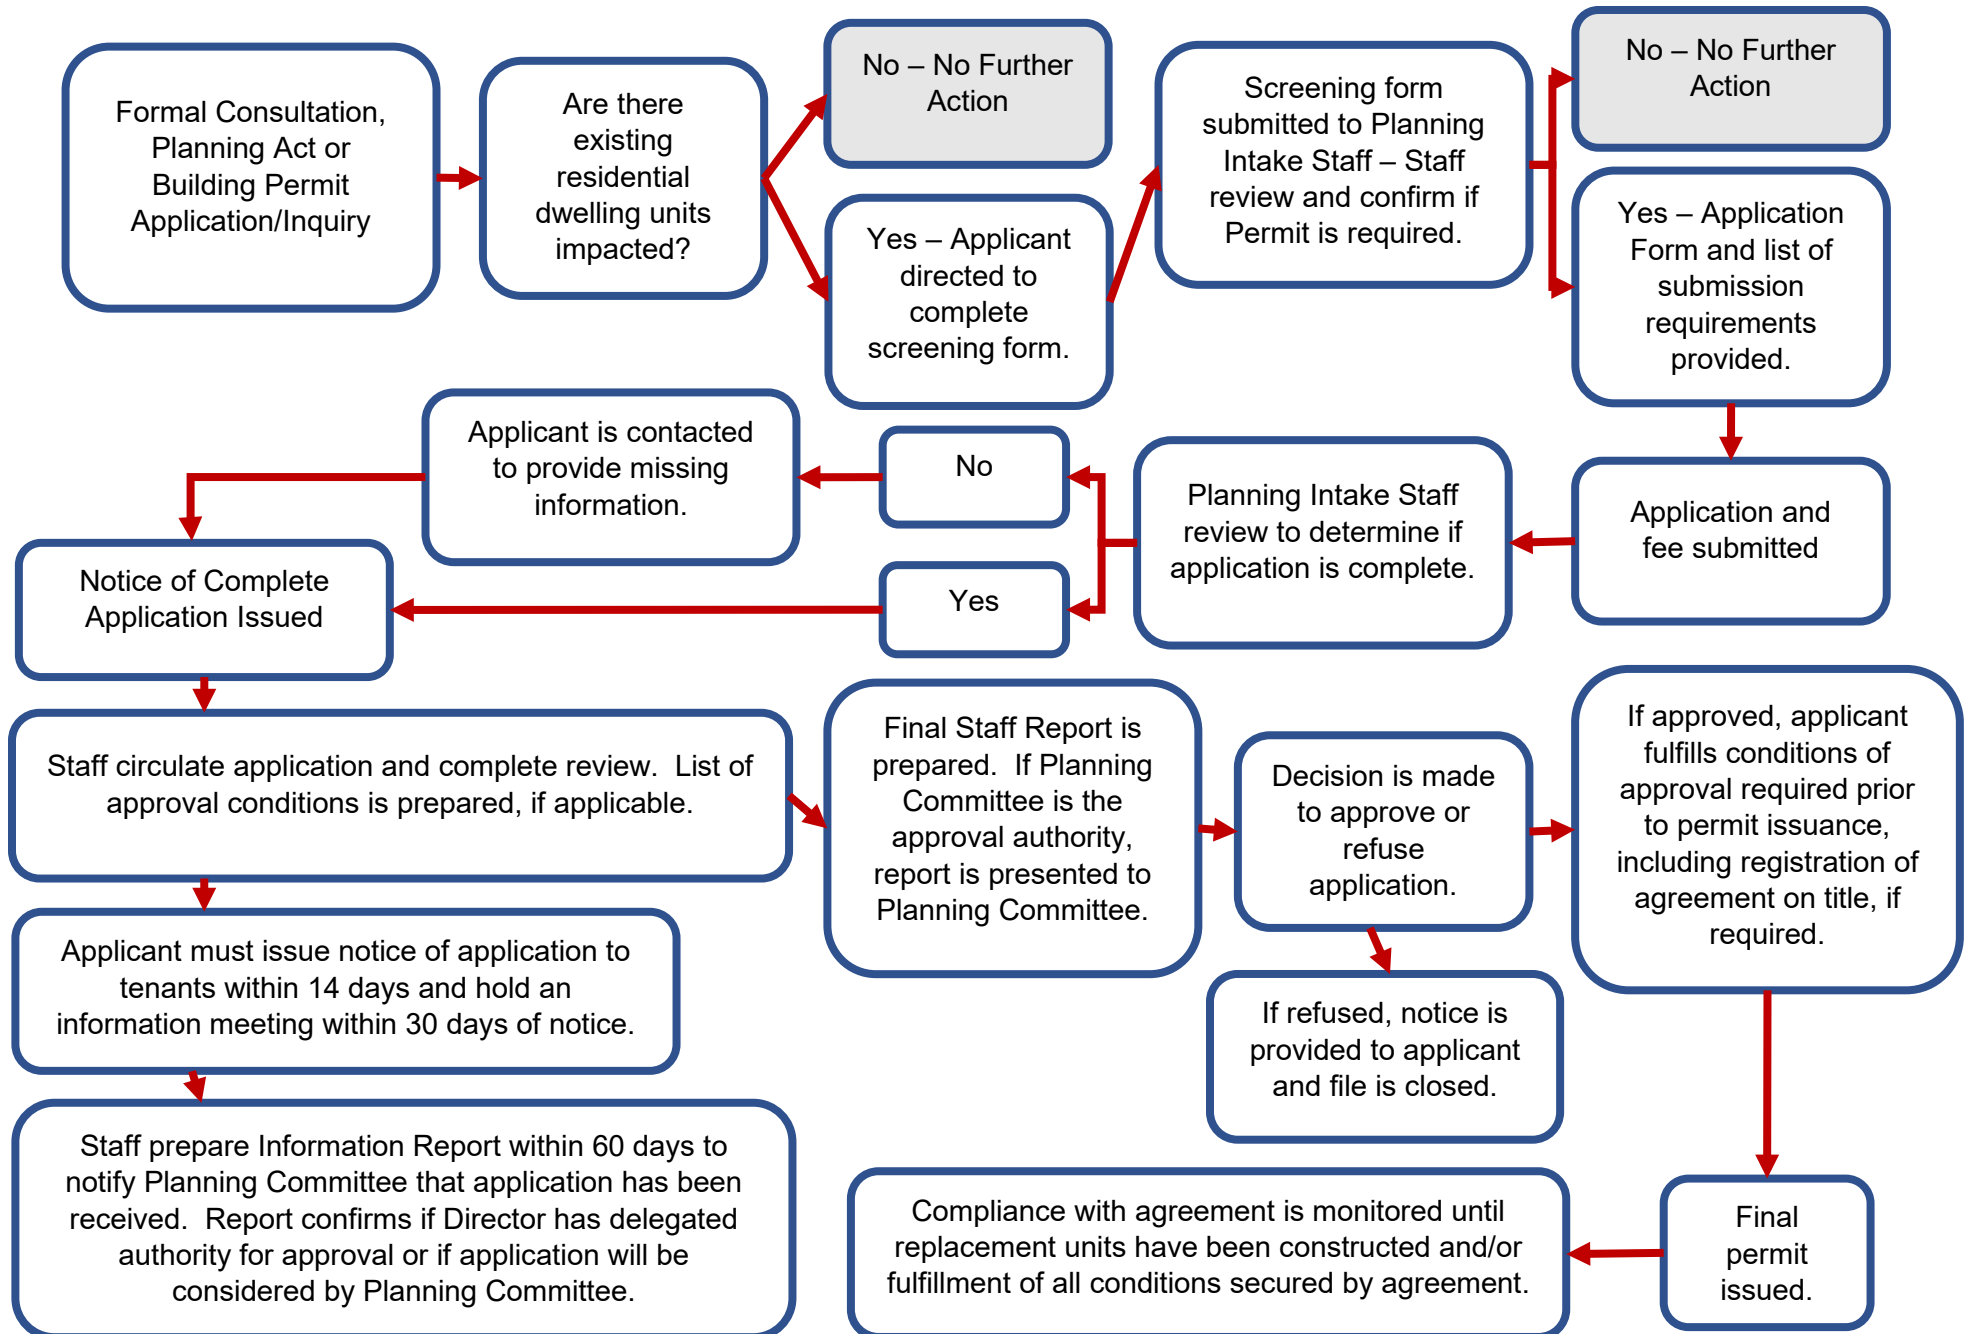 Formal Consultation,
Planning Act or
Building Permit
Application/Inquiry
Are there
existing
residential
dwelling units
impacted?
No – No Further
Action
Yes – Applicant
directed to
complete
screening form.
Screening form
submitted to Planning
Intake Staff – Staff
review and confirm if
Permit is required.
No – No Further
Action
Yes – Application
Form and list of
submission
requirements
provided.
Application and
fee submitted
Planning Intake Staff
review to determine if
application is complete.
No
Yes
Applicant is contacted
to provide missing
information.
Notice of Complete
Application Issued
Staff circulate application and complete review.  List of
approval conditions is prepared, if applicable.
Applicant must issue notice of application to
tenants within 14 days and hold an
information meeting within 30 days of notice.
Staff prepare Information Report within 60 days to
notify Planning Committee that application has been
received.  Report confirms if Director has delegated
authority for approval or if application will be
considered by Planning Committee.
Final Staff Report is
prepared.  If Planning
Committee is the
approval authority,
report is presented to
Planning Committee.
Decision is made
to approve or
refuse
application.
If refused, notice is
provided to applicant
and file is closed.
If approved, applicant
fulfills conditions of
approval required prior
to permit issuance,
including registration of
agreement on title, if
required.
Final
permit
issued.
Compliance with agreement is monitored until
replacement units have been constructed and/or
fulfillment of all conditions secured by agreement.